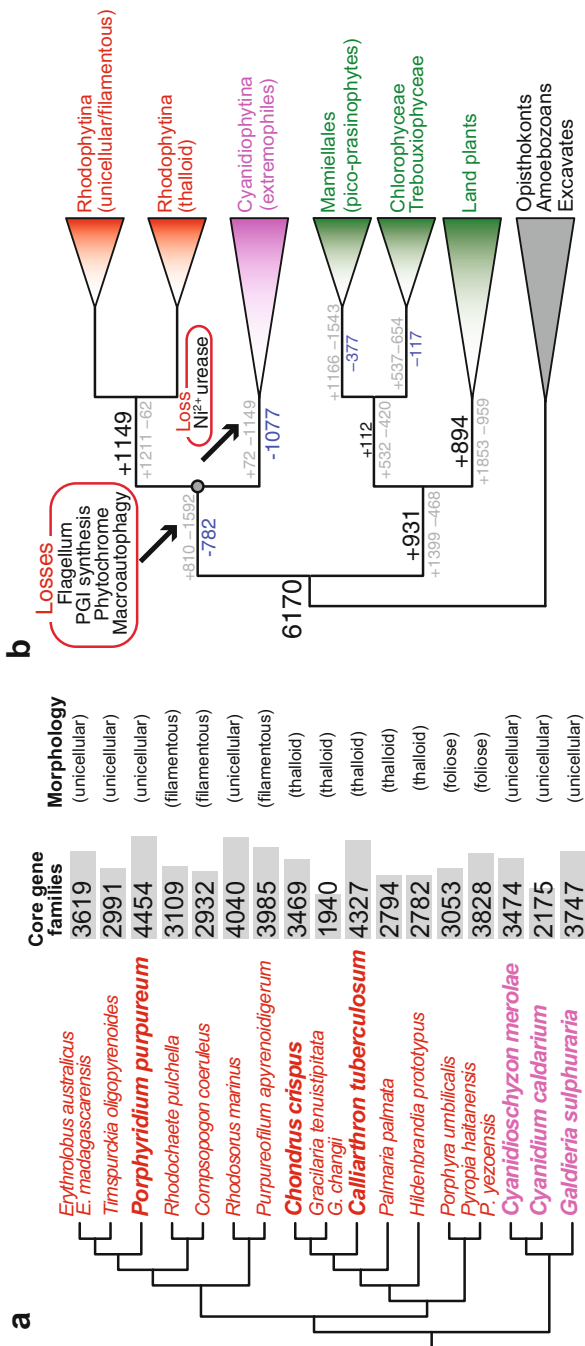 a
Core gene
families
Morphology
Erythrolobus australicus
E. madagascarensis
3619
(unicellular)
Timspurckia oligopyrenoides
2991
(unicellular)
Porphyridium purpureum
4454
(unicellular)
Rhodochaete pulchella
3109
(filamentous)
Compsopogon coeruleus
2932
(filamentous)
Rhodosorus marinus
4040
(unicellular)
Purpureofilum apyrenoidigerum
3985
(filamentous)
Chondrus crispus
3469
(thalloid)
Gracilaria tenuistipitata
G. changii
1940
(thalloid)
Calliarthron tuberculosum
4327
(thalloid)
Palmaria palmata
2794
(thalloid)
Hildenbrandia prototypus
2782
(thalloid)
Porphyra umbilicalis
3053
(foliose)
Pyropia haitanensis
P. yezoensis
3828
(foliose)
Cyanidioschyzon merolae
3474
(unicellular)
Cyanidium caldarium
2175
(unicellular)
Galdieria sulphuraria
3747
(unicellular)
b
Losses
Flagellum
PGI synthesis
Phytochrome
Macroautophagy
+810 −1592
-782
+1149
+1211 −62
Loss
Ni²⁺ urease
+72 −1149
-1077
Rhodophytina
(unicellular/filamentous)
Rhodophytina
(thalloid)
Cyanidiophytina
(extremophiles)
6170
+931
+1399 −468
+112
+532 −420
+1166 −1543
−377
+537−654
−117
+894
+1853 −959
Mamiellales
(pico-prasinophytes)
Chlorophyceae
Trebouxiophyceae
Land plants
Opisthokonts
Amoebozoans
Excavates